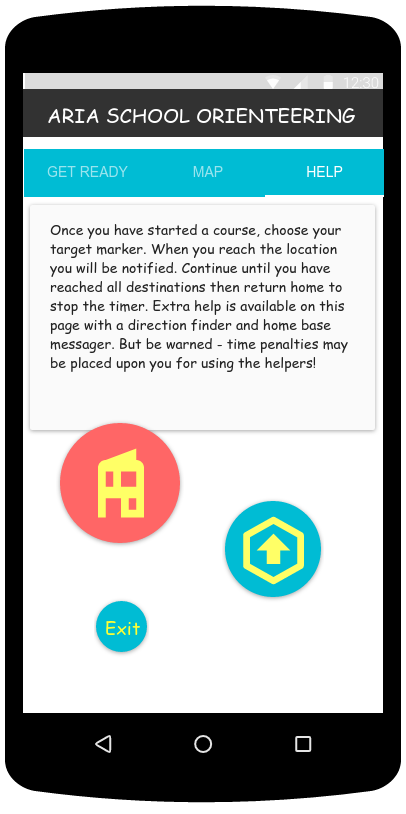 12:30
ARIA SCHOOL ORIENTEERING
GET READY MAP HELP
Once you have started a course, choose your
target marker. When you reach the location
you will be notified. Continue until you have
reached all destinations then return home to
stop the timer. Extra help is available on this
page with a direction finder and home base
messager. But be warned - time penalties may
be placed upon you for using the helpers!
Exit